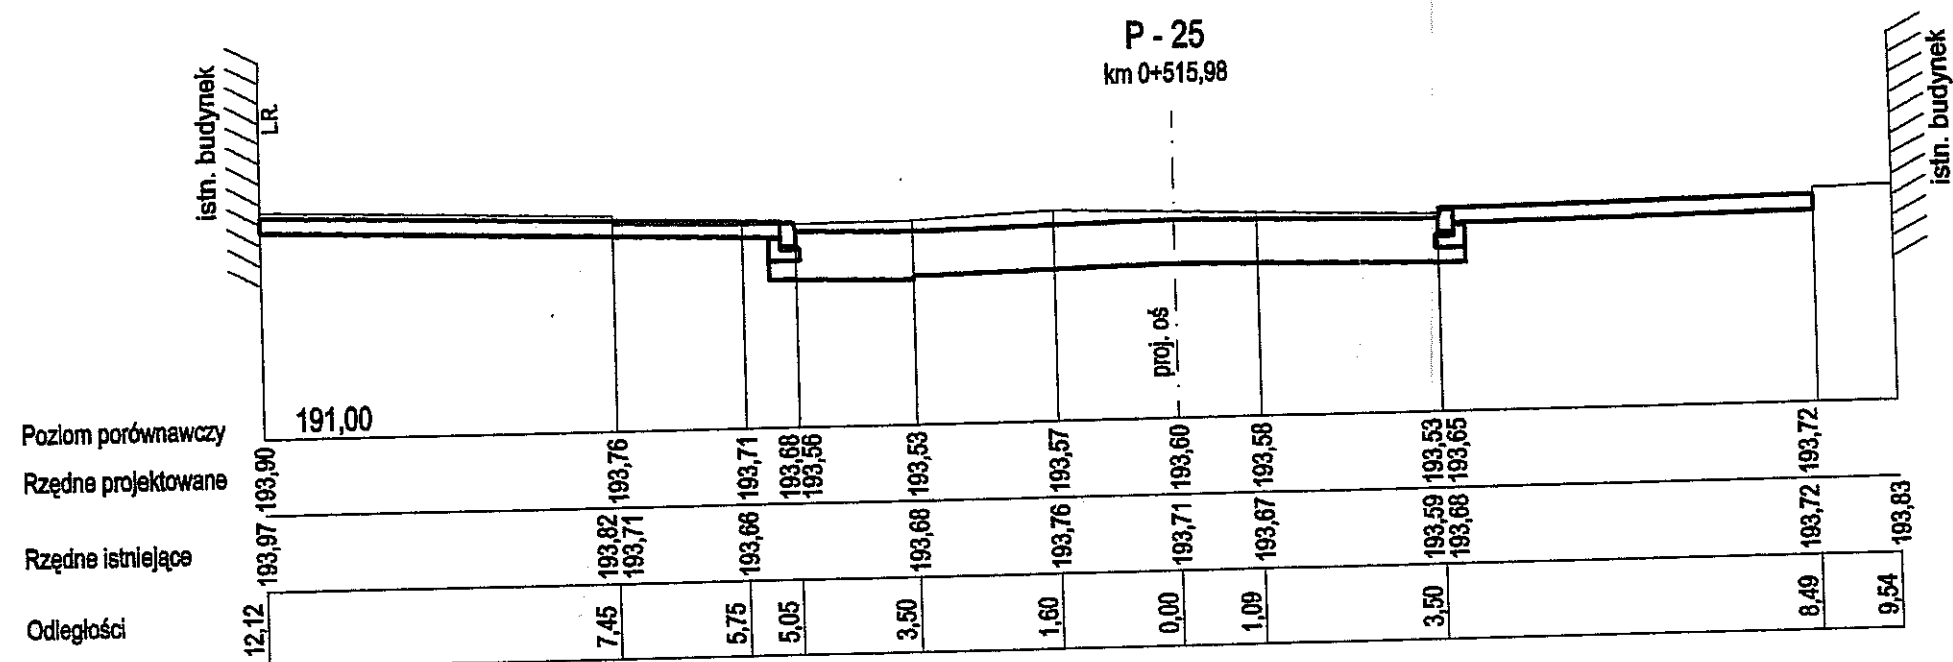 P - 25
km 0+515,98
istn. budynek
L.R.
istn. budynek
proj. oś
191,00
Poziom porównawczy
Rzędne projektowane
193,90 193,76 193,71 193,68 193,56 193,53 193,57 193,60 193,58 193,53 193,65 193,72
Rzędne istniejące
193,97 193,82 193,71 193,66 193,68 193,76 193,71 193,67 193,59 193,68 193,72 193,83
Odległości
12,12 7,45 5,75 5,05 3,50 1,60 0,00 1,09 3,50 8,49 9,54